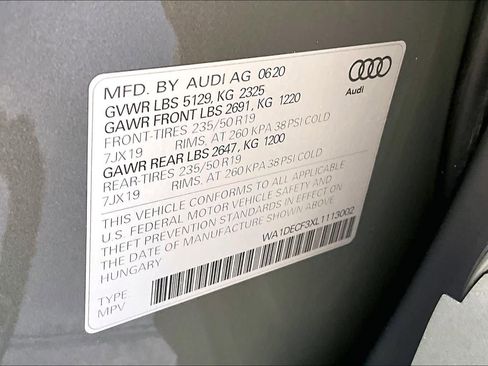 MFD. BY AUDI AG 0620
GVWR LBS 5129, KG 2325
GAWR FRONT LBS 2691, KG 1220
FRONT-TIRES 235/50 R19
7JX19 RIMS, AT 260 KPA 38 PSI COLD
GAWR REAR LBS 2647, KG 1200
REAR-TIRES 235/50 R19
7JX19 RIMS, AT 260 KPA 38 PSI COLD
THIS VEHICLE CONFORMS TO ALL APPLICABLE
U.S. FEDERAL MOTOR VEHICLE SAFETY AND
THEFT PREVENTION STANDARDS IN EFFECT ON
THE DATE OF MANUFACTURE SHOWN ABOVE
HUNGARY
WA1DECF3XL1113002
TYPE
MPV
Audi